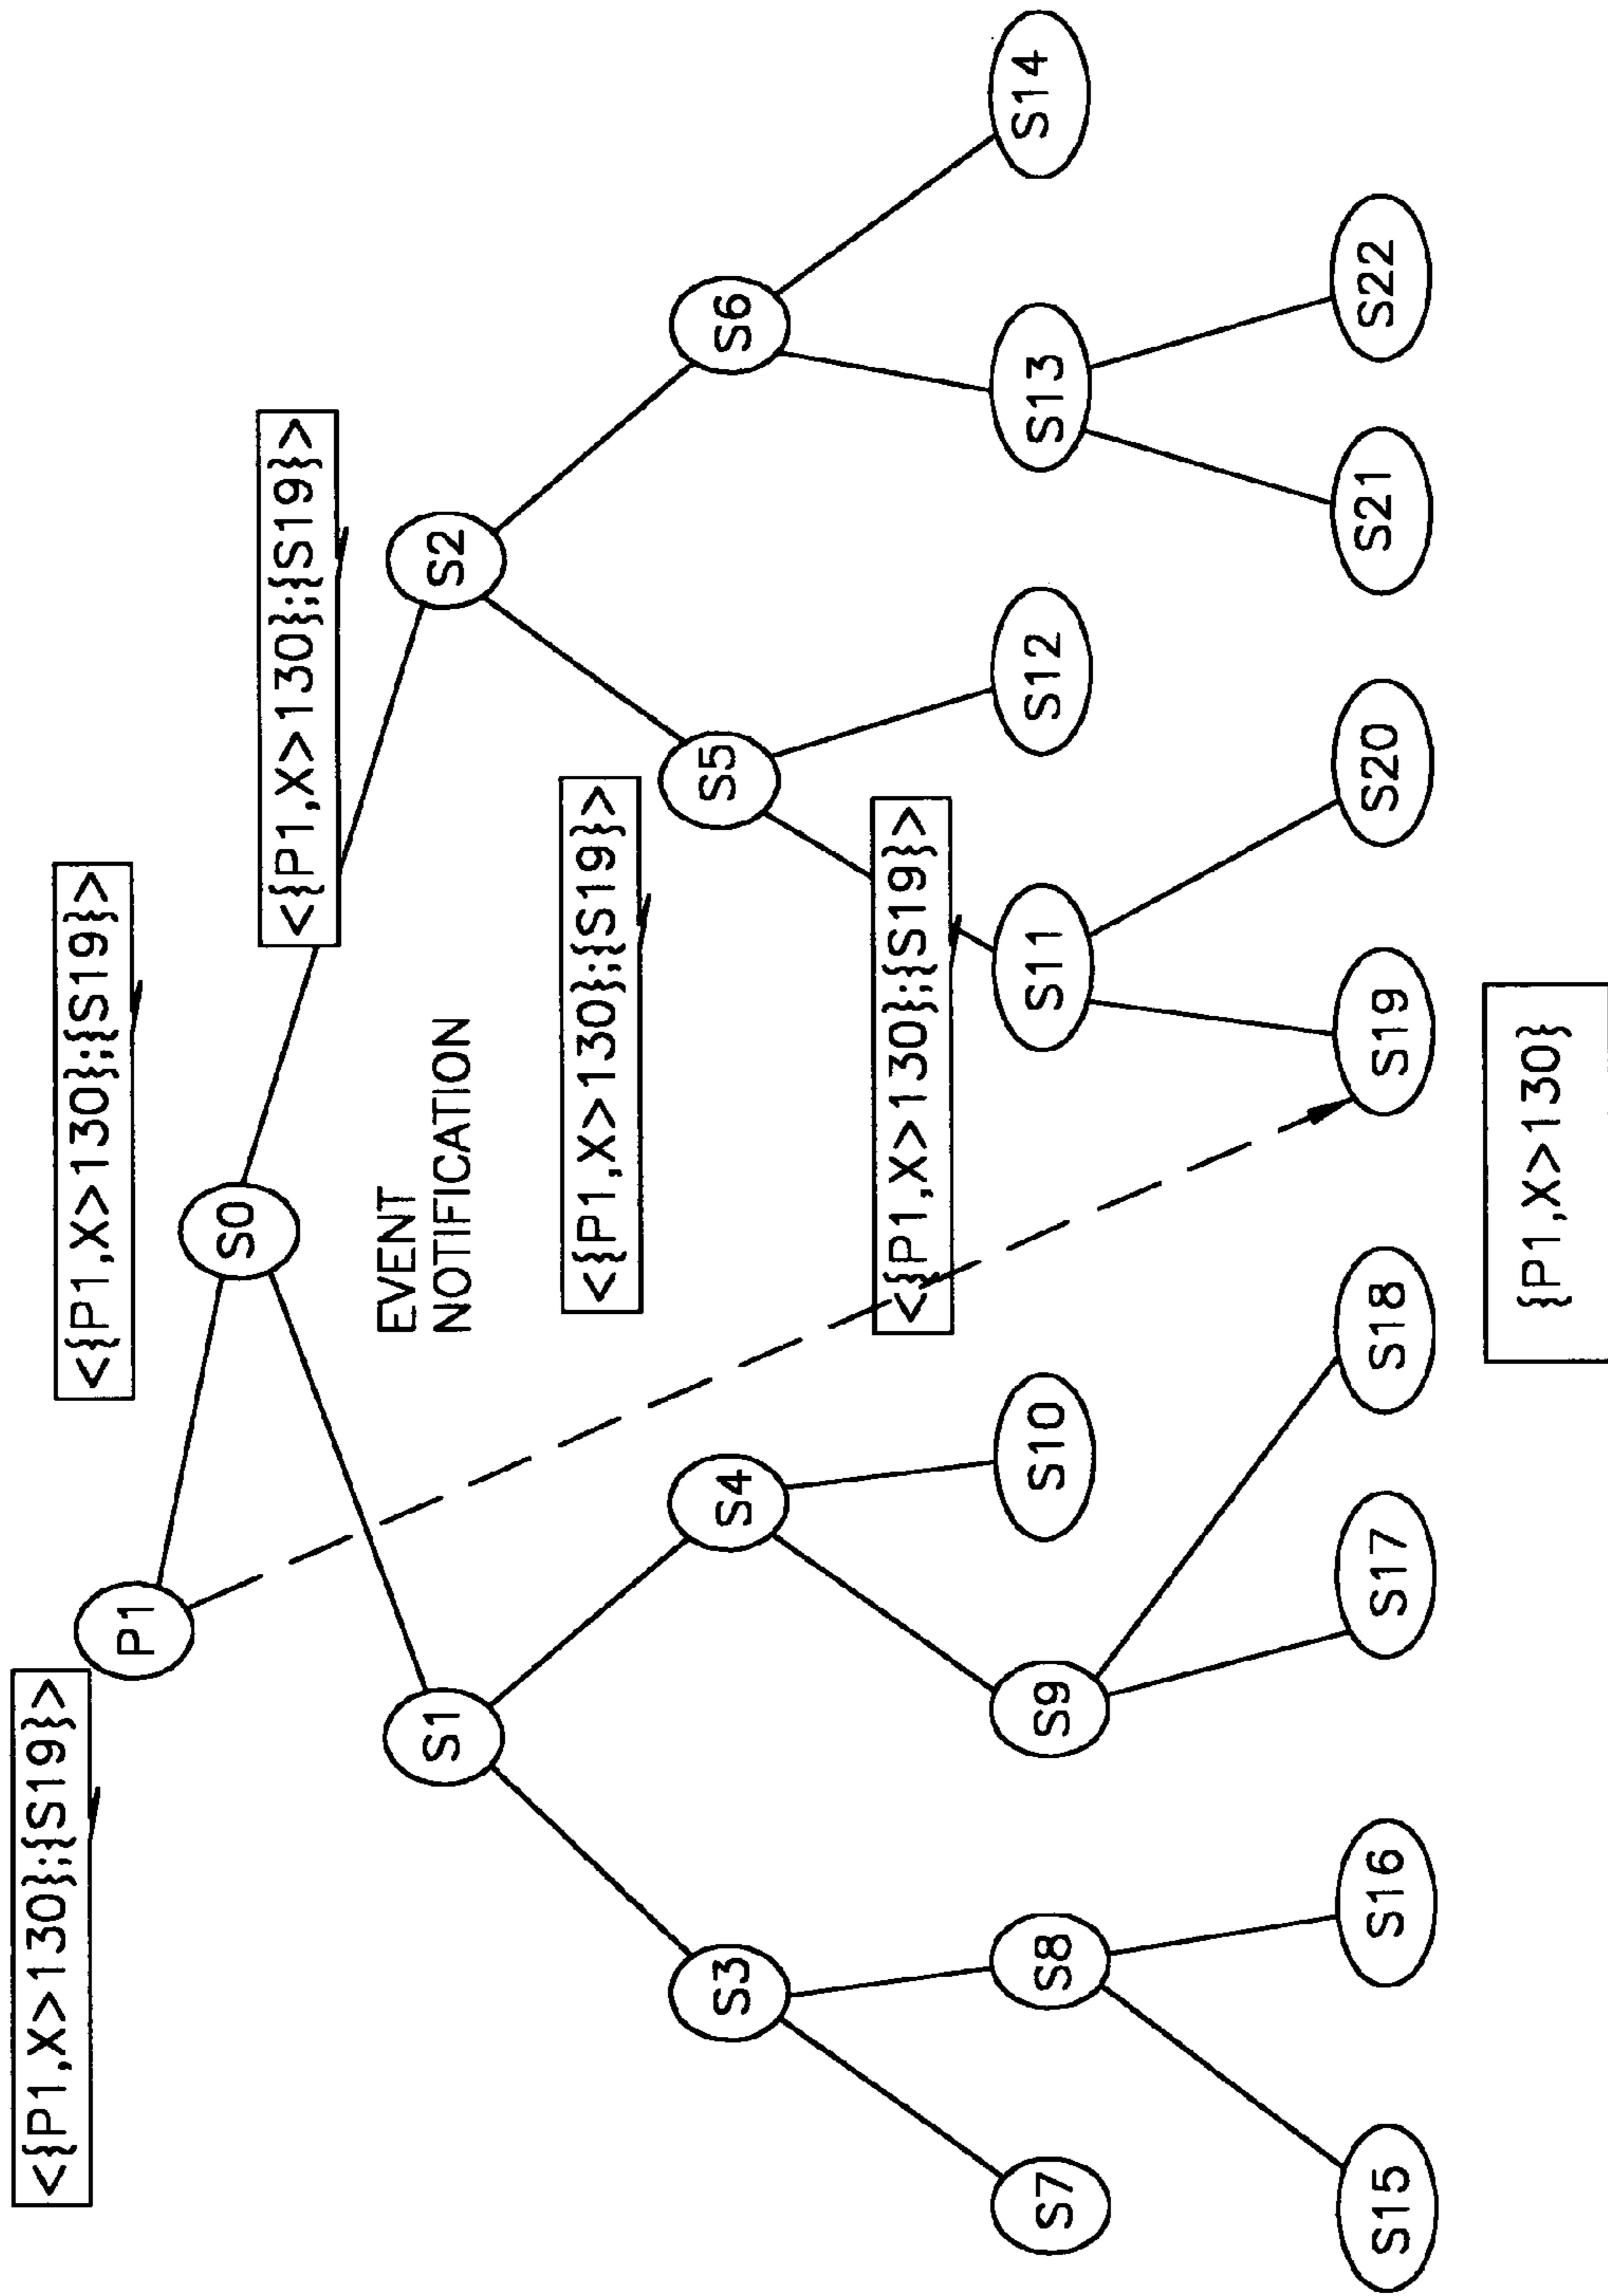 <{P1,X>130};{S19}>
P1
<{P1,X>130};{S19}>
S0
<{P1,X>130};{S19}>
S1
EVENT
NOTIFICATION
S2
<{P1,X>130};{S19}>
S3
S4
S5
S6
<{P1,X>130};{S19}>
S7
S8
S9
S10
S11
S12
S13
S14
S15
S16
S17
S18
S19
S20
S21
S22
{P1,X>130}